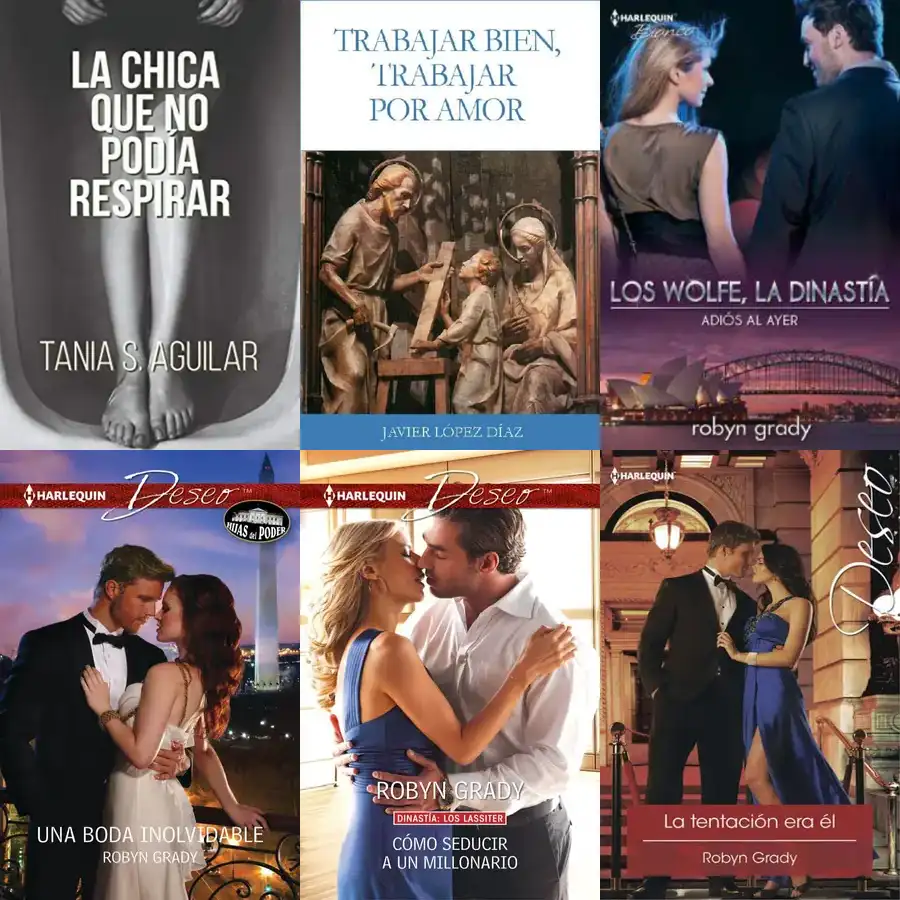 LA CHICA
QUE NO
PODÍA
RESPIRAR
TANIA S. AGUILAR
TRABAJAR BIEN,
TRABAJAR
POR AMOR
JAVIER LÓPEZ DÍAZ
HARLEQUIN
Bianca
LOS WOLFE, LA DINASTÍA
ADIÓS AL AYER
robyn grady
HARLEQUIN Deseo™
HIJAS del PODER
UNA BODA INOLVIDABLE
ROBYN GRADY
HARLEQUIN Deseo™
ROBYN GRADY
DINASTÍA: LOS LASSITER
CÓMO SEDUCIR
A UN MILLONARIO
HARLEQUIN
Deseo
La tentación era él
Robyn Grady